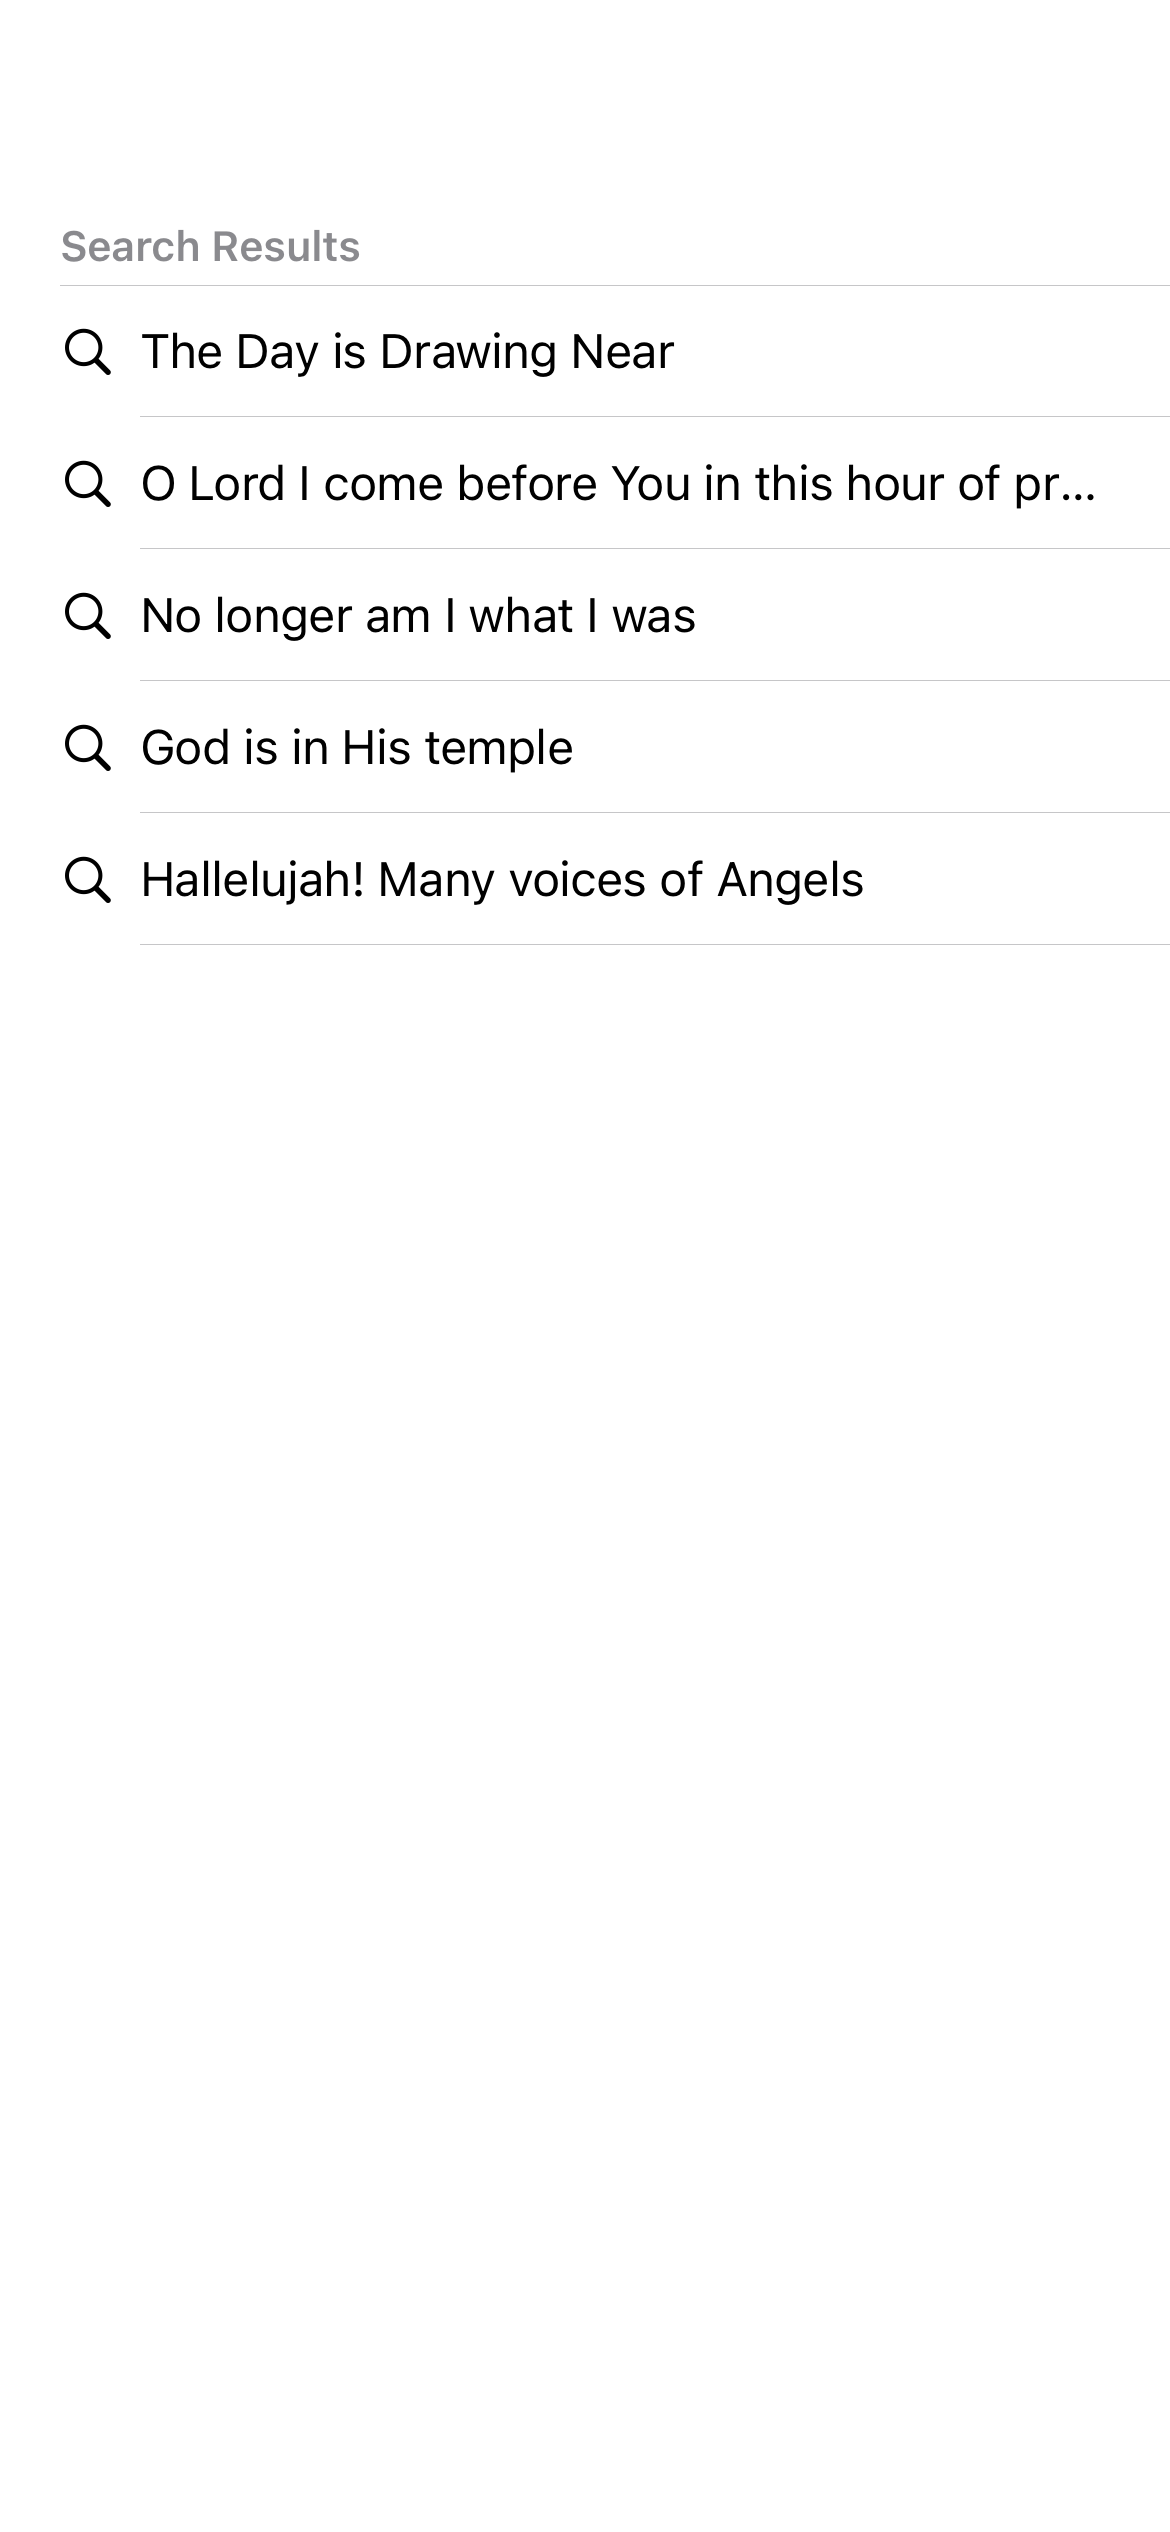 Search Results
The Day is Drawing Near
O Lord I come before You in this hour of pr...
No longer am I what I was
God is in His temple
Hallelujah! Many voices of Angels